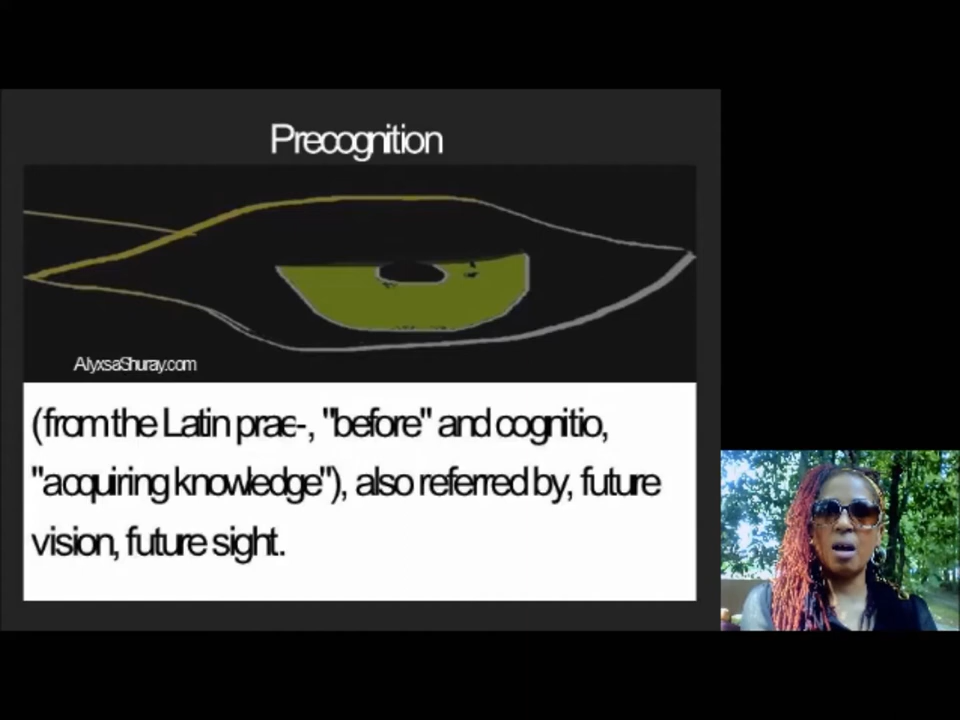 Precognition
AlyxsaShuray.com
(from the Latin prae-, "before" and cognitio,
"acquiring knowledge"), also referred by, future
vision, future sight.